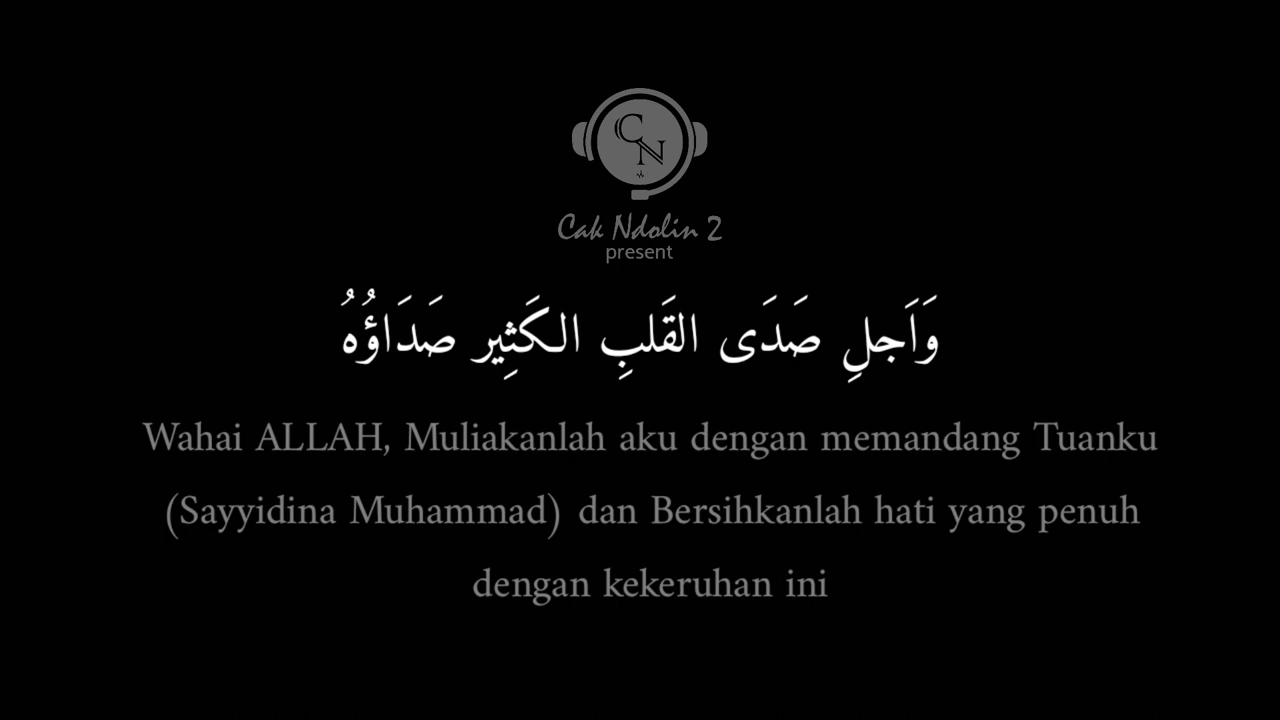 CN
Cak Ndolin 2
present
وَاَجلِ صَدَى القَلبِ الكَثِير صَدَاؤُهُ
Wahai ALLAH, Muliakanlah aku dengan memandang Tuanku
(Sayyidina Muhammad) dan Bersihkanlah hati yang penuh
dengan kekeruhan ini